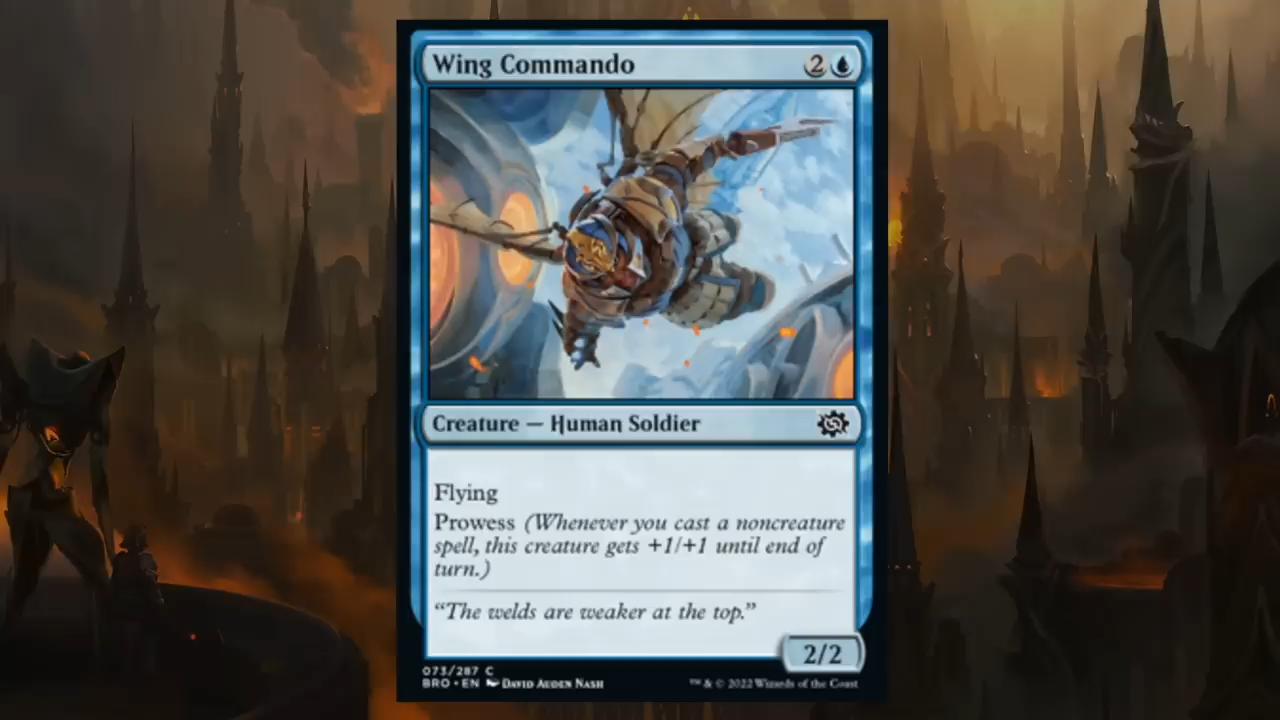 Wing Commando 2
Creature — Human Soldier
Flying
Prowess (Whenever you cast a noncreature
spell, this creature gets +1/+1 until end of
turn.)
“The welds are weaker at the top.”
2/2
073/287 C
BRO • EN David Auden Nash
™ & © 2022 Wizards of the Coast